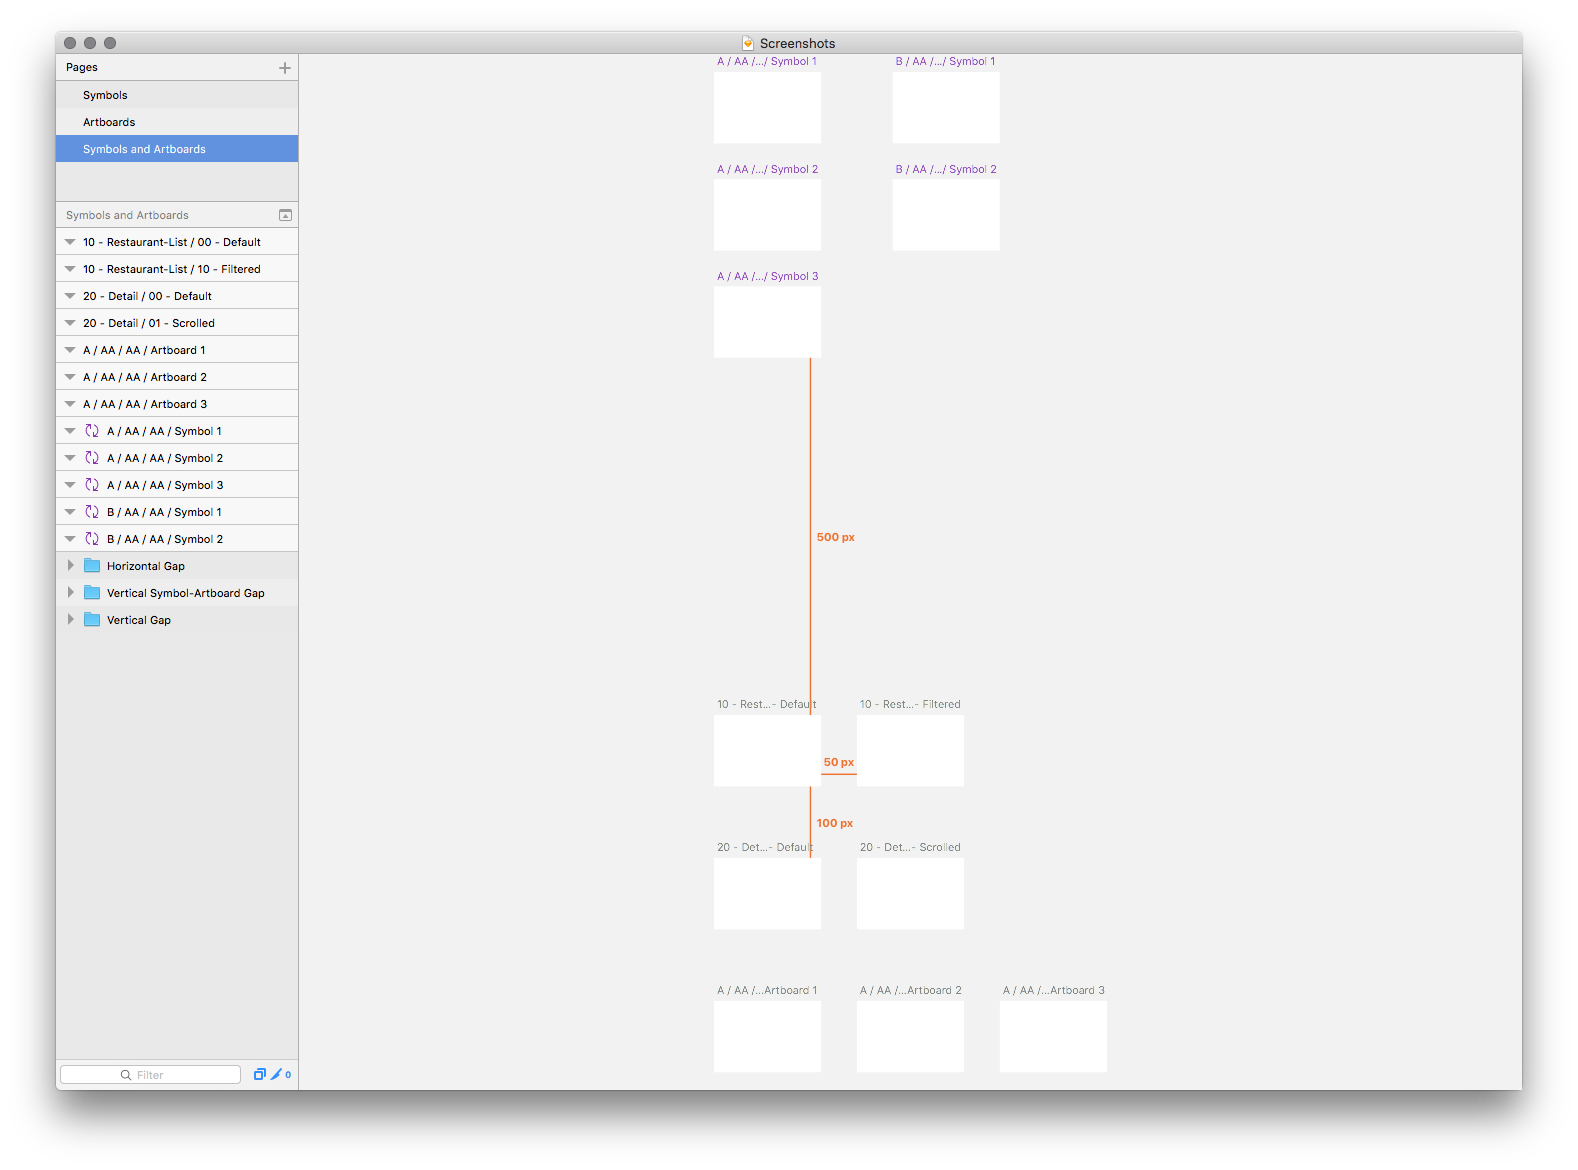 Screenshots
Pages
Symbols
Artboards
Symbols and Artboards
Symbols and Artboards
10 - Restaurant-List / 00 - Default
10 - Restaurant-List / 10 - Filtered
20 - Detail / 00 - Default
20 - Detail / 01 - Scrolled
A / AA / AA / Artboard 1
A / AA / AA / Artboard 2
A / AA / AA / Artboard 3
A / AA / AA / Symbol 1
A / AA / AA / Symbol 2
A / AA / AA / Symbol 3
B / AA / AA / Symbol 1
B / AA / AA / Symbol 2
Horizontal Gap
Vertical Symbol-Artboard Gap
Vertical Gap
Filter
0
A / AA /.../ Symbol 1
B / AA /.../ Symbol 1
A / AA /.../ Symbol 2
B / AA /.../ Symbol 2
A / AA /.../ Symbol 3
500 px
10 - Rest...- Default
10 - Rest...- Filtered
50 px
100 px
20 - Det...- Default
20 - Det...- Scrolled
A / AA /...Artboard 1
A / AA /...Artboard 2
A / AA /...Artboard 3